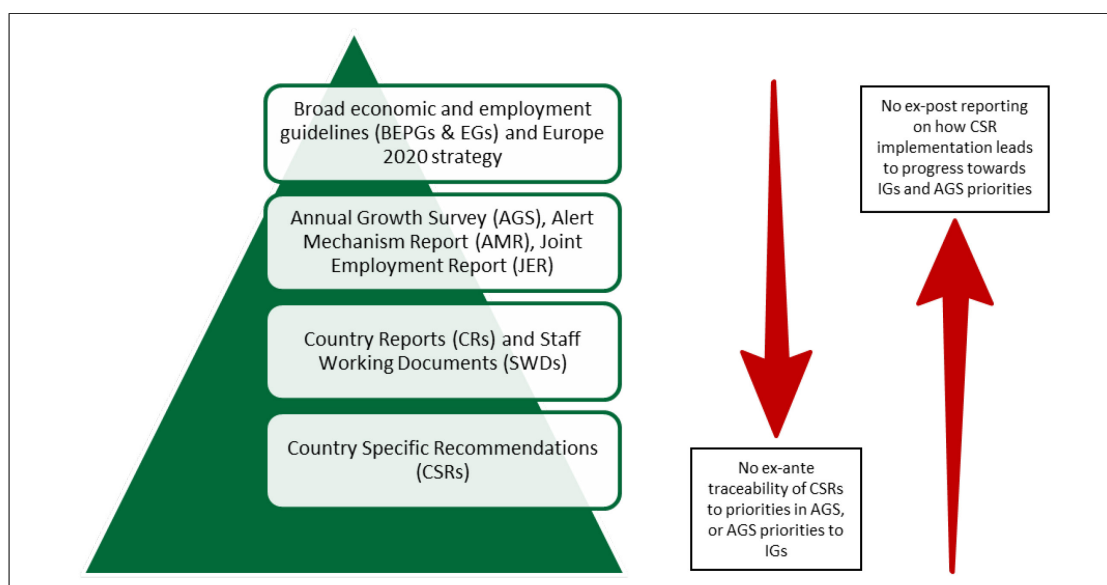 Broad economic and employment
guidelines (BEPGs & EGs) and Europe
2020 strategy
Annual Growth Survey (AGS), Alert
Mechanism Report (AMR), Joint
Employment Report (JER)
Country Reports (CRs) and Staff
Working Documents (SWDs)
Country Specific Recommendations
(CSRs)
No ex-ante
traceability of CSRs
to priorities in AGS,
or AGS priorities to
IGs
No ex-post reporting
on how CSR
implementation leads
to progress towards
IGs and AGS priorities